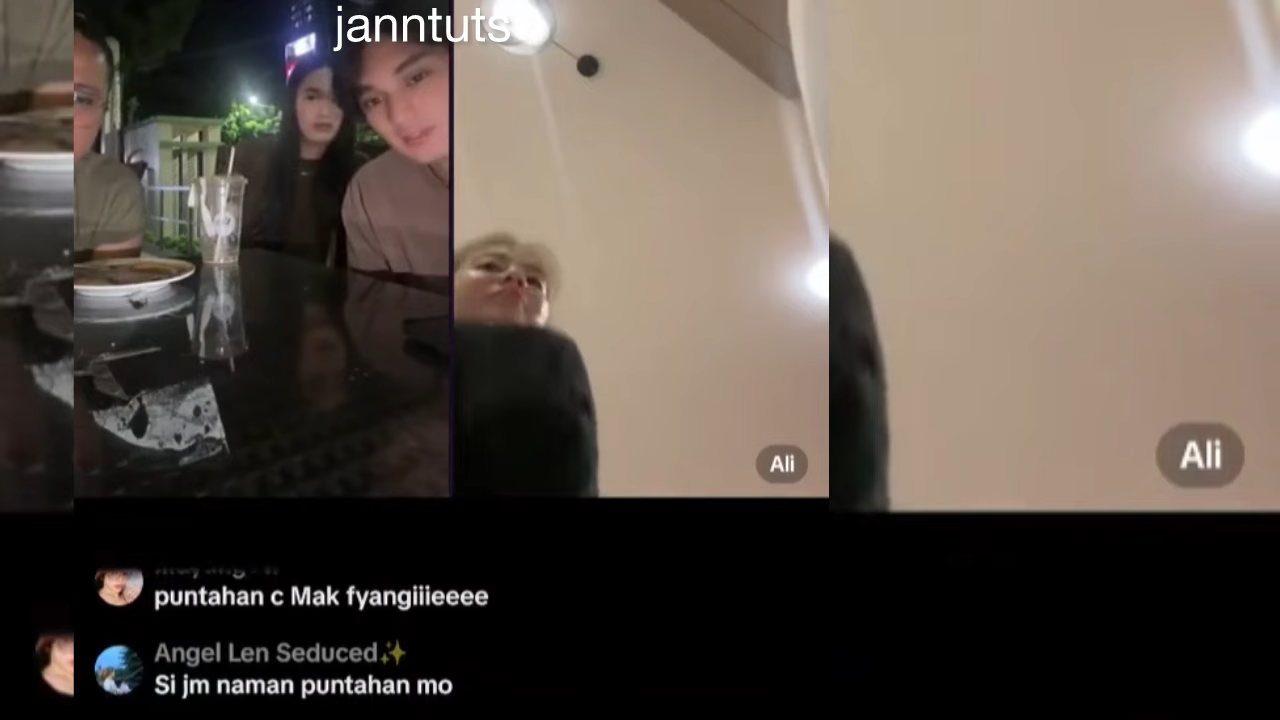 janntuts
Ali
Ali
puntahan c Mak fyangiiieeee
Angel Len Seduced✨
Si jm naman puntahan mo